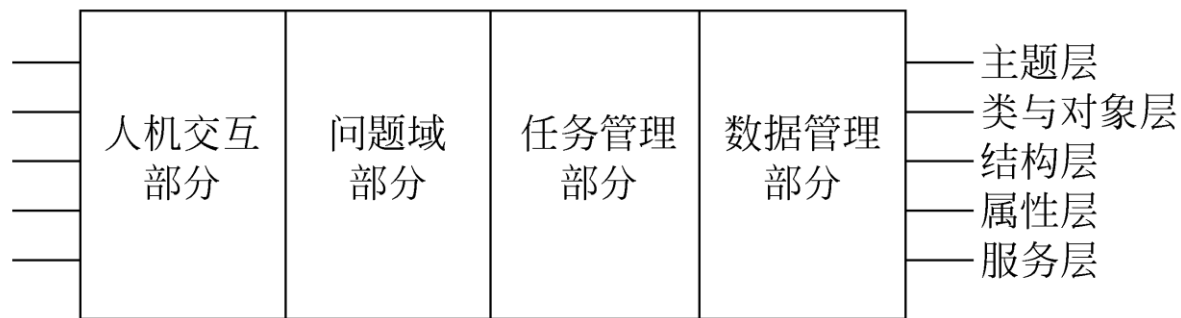 人机交互
部分
问题域
部分
任务管理
部分
数据管理
部分
主题层
类与对象层
结构层
属性层
服务层